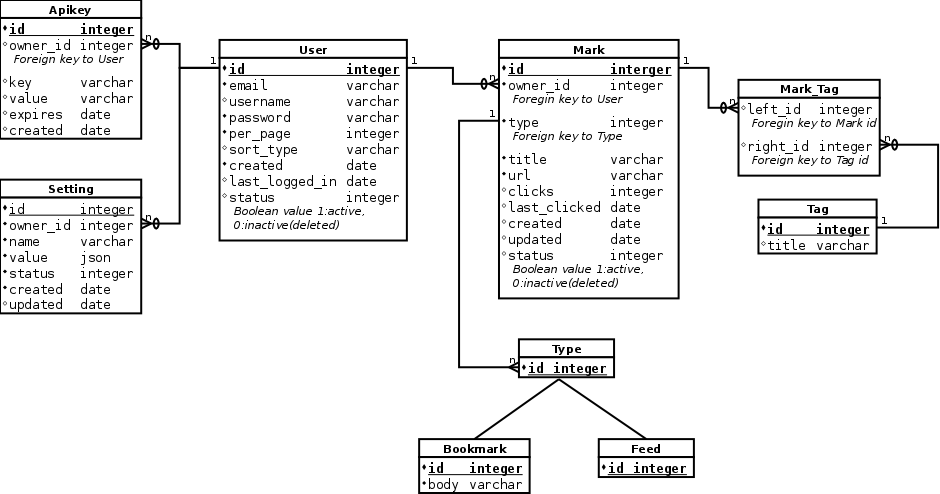 Apikey
id integer
owner_id integer
Foreign key to User
key varchar
value varchar
expires date
created date
n
1
Setting
id integer
owner_id integer
name varchar
value json
status integer
created date
updated date
n
User
id integer
email varchar
username varchar
password varchar
per_page integer
sort_type varchar
created date
last_logged_in date
status integer
Boolean value 1:active,
0:inactive(deleted)
1
n
Mark
id interger
owner_id integer
Foregin key to User
type integer
Foreign key to Type
title varchar
url varchar
clicks integer
last_clicked date
created date
updated date
status integer
Boolean value 1:active,
0:inactive(deleted)
1
1
n
Mark_Tag
left_id integer
Foregin key to Mark id
right_id integer
Foreign key to Tag id
n
Tag
id integer
title varchar
1
n
Type
id integer
Bookmark
id integer
body varchar
Feed
id integer